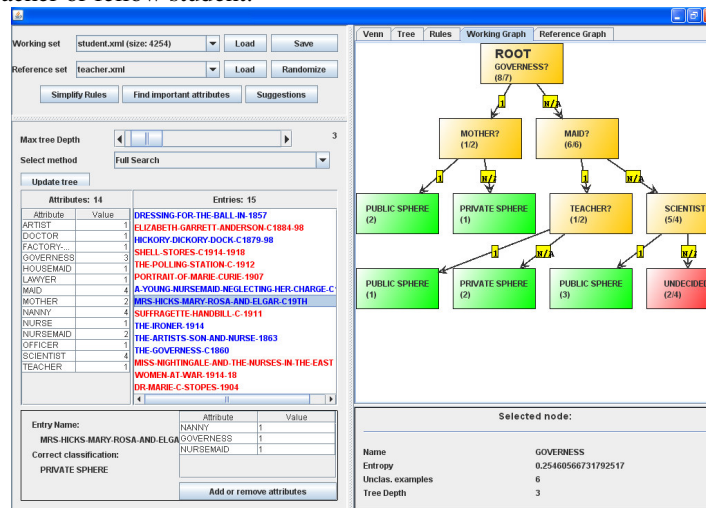 Working set student.xml (size: 4254) Load Save
Reference set teacher.xml Load Randomize
Simplify Rules Find important attributes Suggestions
Max tree Depth 3
Select method Full Search
Update tree
Attributes: 14
Attribute Value
ARTIST 1
DOCTOR 1
FACTORY-... 1
GOVERNESS 3
HOUSEMAID 1
LAWYER 1
MAID 4
MOTHER 2
NANNY 4
NURSE 1
NURSEMAID 2
OFFICER 1
SCIENTIST 4
TEACHER 1
Entries: 15
DRESSING-FOR-THE-BALL-IN-1857
ELIZABETH-GARRETT-ANDERSON-C1884-98
HICKORY-DICKORY-DOCK-C1879-98
SHELL-STORES-C1914-1918
THE-POLLING-STATION-C-1912
PORTRAIT-OF-MARIE-CURIE-1907
A-YOUNG-NURSEMAID-NEGLECTING-HER-CHARGE-C'
MRS-HICKS-MARY-ROSA-AND-ELGAR-C19TH
SUFRAGETTE-HANDBILL-C-1911
THE-IRONER-1914
THE-ARTISTS-SON-AND-NURSE-1863
THE-GOVERNESS-C1860
MISS-NIGHTINGALE-AND-THE-NURSES-IN-THE-EAST
WOMEN-AT-WAR-1914-18
DR-MARIE-C-STOPES-1904
Entry Name:
MRS-HICKS-MARY-ROSA-AND-ELGA
Correct classification:
PRIVATE SPHERE
Attribute Value
NANNY 1
GOVERNESS 1
NURSEMAID 1
Add or remove attributes
Venn Tree Rules Working Graph Reference Graph
ROOT
GOVERNESS?
(8/7)
1 N/A
MOTHER?
(1/2)
MAID?
(6/6)
1 N/A 1 N/A
PUBLIC SPHERE
(2)
PRIVATE SPHERE
(1)
TEACHER?
(1/2)
SCIENTIST
(5/4)
1 N/A 1 N/A
PUBLIC SPHERE
(1)
PRIVATE SPHERE
(2)
PUBLIC SPHERE
(3)
UNDECIDED
(2/4)
Selected node:
Name GOVERNESS
Entropy 0.25460566731792517
Unclas. examples 6
Tree Depth 3